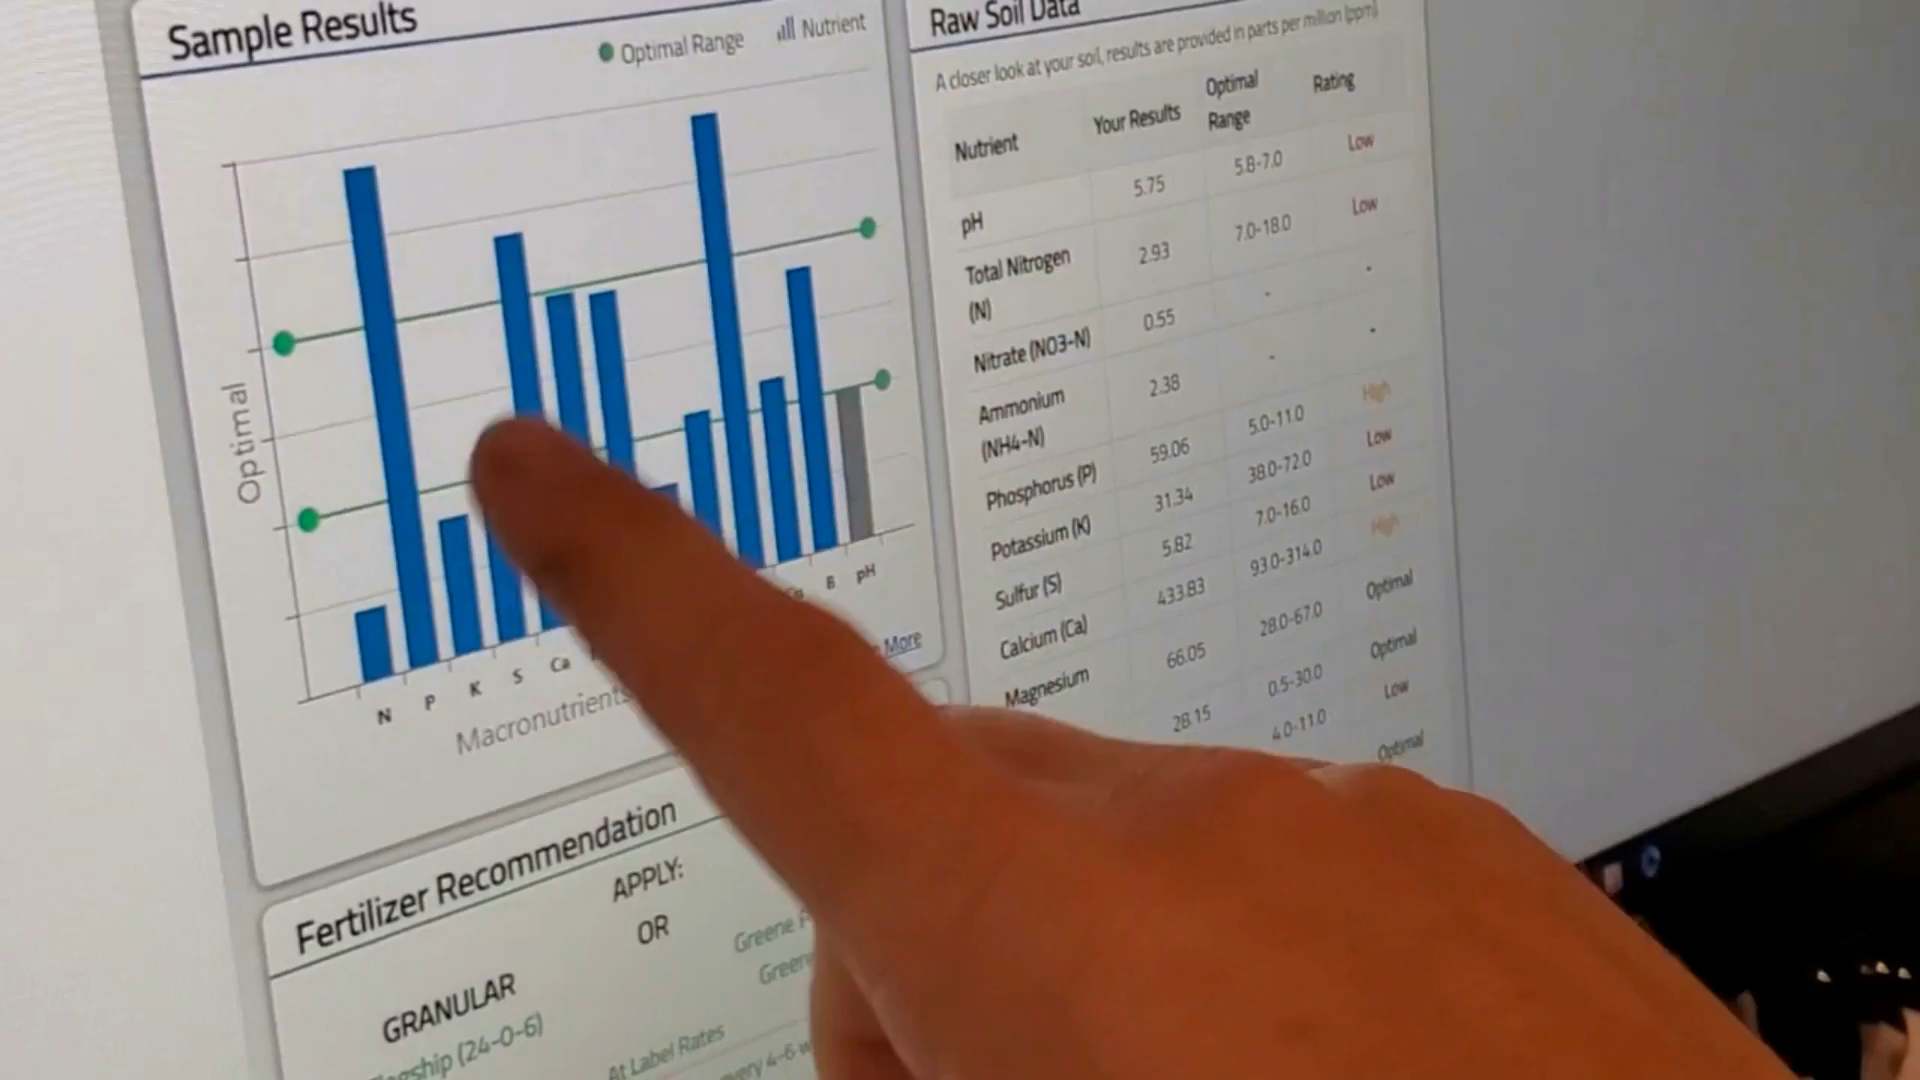 Sample Results
Optimal Range
Nutrient
Optimal
N P K S Ca B pH
Macronutrients
More
Fertilizer Recommendation
APPLY:
OR
GRANULAR
(24-0-6)
At Label Rates
Raw Soil Data
A closer look at your soil, results are provided in parts per million (ppm)
Nutrient Your Results Optimal Range Rating
pH 5.75 5.8-7.0 Low
Total Nitrogen (N) 2.93 7.0-18.0 Low
Nitrate (NO3-N) 0.55 - -
Ammonium (NH4-N) 2.38 - -
Phosphorus (P) 59.06 5.0-11.0 High
Potassium (K) 31.34 38.0-72.0 Low
Sulfur (S) 5.82 7.0-16.0 Low
Calcium (Ca) 433.83 93.0-314.0 High
Magnesium 66.05 28.0-67.0 Optimal
28.15 0.5-30.0 Optimal
4.0-11.0 Low
Optimal